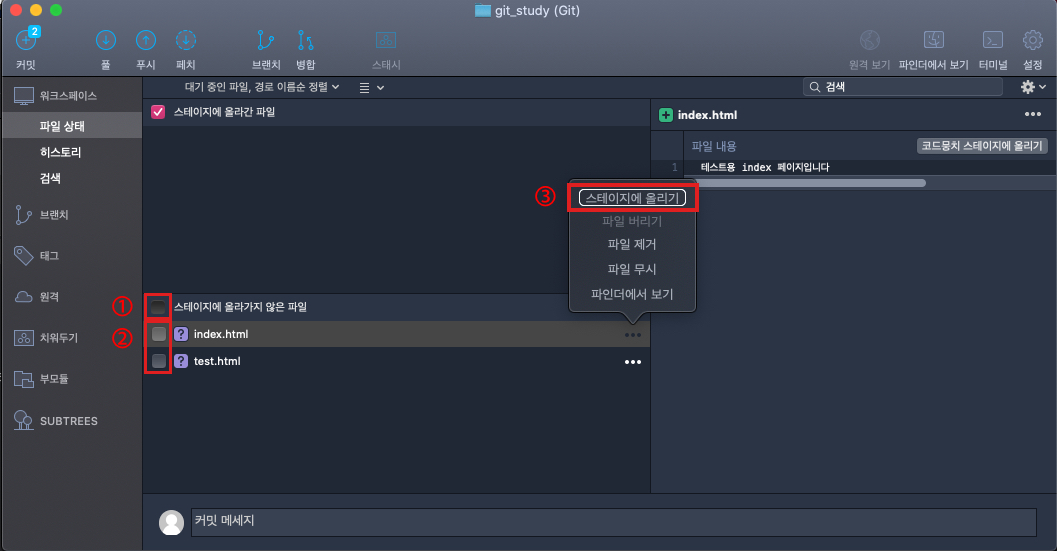 git_study (Git)
2
커밋 풀 푸시 페치 브랜치 병합 스태시 원격 보기 파인더에서 보기 터미널 설정
워크스페이스
파일 상태
히스토리
검색
브랜치
태그
원격
치워두기
부모듈
SUBTREES
대기 중인 파일, 경로 이름순 정렬
검색
스테이지에 올라간 파일
index.html
파일 내용
코드뭉치 스테이지에 올리기
1 테스트용 index 페이지입니다
③ 스테이지에 올리기
파일 버리기
파일 제거
파일 무시
파인더에서 보기
① 스테이지에 올라가지 않은 파일
② ? index.html
? test.html
커밋 메세지